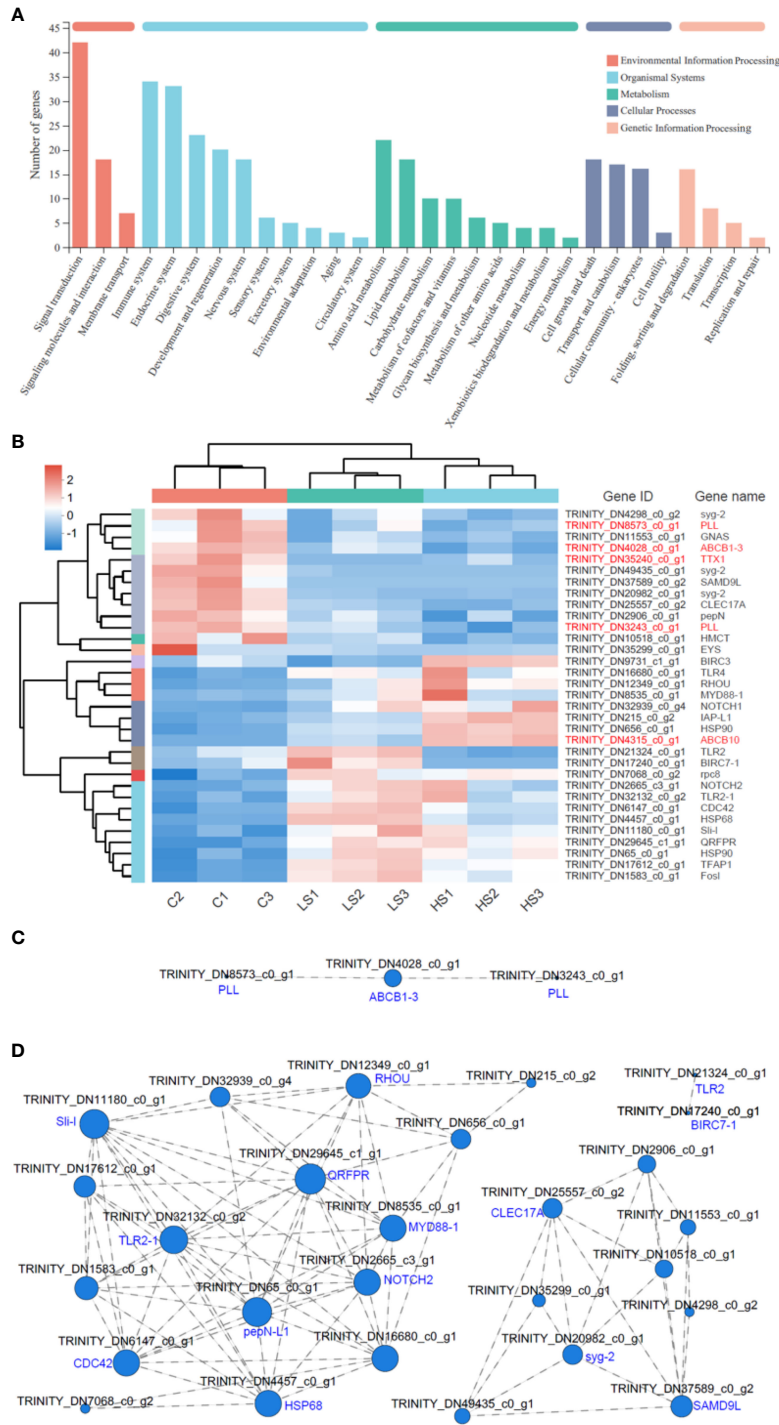 A
Number of genes
45
40
35
30
25
20
15
10
5
0
Environmental Information Processing
Organismal Systems
Metabolism
Cellular Processes
Genetic Information Processing
Signal transduction
Signaling molecules and interaction
Membrane transport
Immune system
Endocrine system
Digestive system
Development and regeneration
Nervous system
Sensory system
Excretory system
Environmental adaptation
Aging
Circulatory system
Amino acid metabolism
Lipid metabolism
Carbohydrate metabolism
Metabolism of cofactors and vitamins
Glycan biosynthesis and metabolism
Metabolism of other amino acids
Nucleotide metabolism
Xenobiotics biodegradation and metabolism
Energy metabolism
Cell growth and death
Transport and catabolism
Cellular community - eukaryotes
Cell motility
Folding, sorting and degradation
Translation
Transcription
Replication and repair
B
2
1
0
-1
Gene ID Gene name
TRINITY_DN4298_c0_g2 syg-2
TRINITY_DN8573_c0_g1 PLL
TRINITY_DN11553_c0_g1 GNAS
TRINITY_DN4028_c0_g1 ABCB1-3
TRINITY_DN35240_c0_g1 TTX1
TRINITY_DN49435_c0_g1 syg-2
TRINITY_DN37589_c0_g2 SAMD9L
TRINITY_DN20982_c0_g1 syg-2
TRINITY_DN25557_c0_g2 CLEC17A
TRINITY_DN2906_c0_g1 pepN
TRINITY_DN3243_c0_g1 PLL
TRINITY_DN10518_c0_g1 HMCT
TRINITY_DN35299_c0_g1 EYS
TRINITY_DN9731_c1_g1 BIRC3
TRINITY_DN16680_c0_g1 TLR4
TRINITY_DN12349_c0_g1 RHOU
TRINITY_DN8535_c0_g1 MYD88-1
TRINITY_DN32939_c0_g4 NOTCH1
TRINITY_DN215_c0_g2 IAP-L1
TRINITY_DN656_c0_g1 HSP90
TRINITY_DN4315_c0_g1 ABCB10
TRINITY_DN21324_c0_g1 TLR2
TRINITY_DN17240_c0_g1 BIRC7-1
TRINITY_DN7068_c0_g2 rpc8
TRINITY_DN2665_c3_g1 NOTCH2
TRINITY_DN32132_c0_g2 TLR2-1
TRINITY_DN6147_c0_g1 CDC42
TRINITY_DN4457_c0_g1 HSP68
TRINITY_DN11180_c0_g1 Sli-I
TRINITY_DN29645_c1_g1 QRFPR
TRINITY_DN65_c0_g1 HSP90
TRINITY_DN17612_c0_g1 TFAP1
TRINITY_DN1583_c0_g1 Fosl
C2 C1 C3 LS1 LS2 LS3 HS1 HS2 HS3
C
TRINITY_DN8573_c0_g1
PLL
TRINITY_DN4028_c0_g1
ABCB1-3
TRINITY_DN3243_c0_g1
PLL
D
TRINITY_DN12349_c0_g1
RHOU
TRINITY_DN32939_c0_g4
TRINITY_DN215_c0_g2
TRINITY_DN21324_c0_g1
TLR2
TRINITY_DN11180_c0_g1
Sli-I
TRINITY_DN17240_c0_g1
BIRC7-1
TRINITY_DN656_c0_g1
TRINITY_DN2906_c0_g1
TRINITY_DN29645_c1_g1
QRFPR
TRINITY_DN17612_c0_g1
TRINITY_DN25557_c0_g2
CLEC17A
TRINITY_DN32132_c0_g2
TLR2-1
TRINITY_DN8535_c0_g1
MYD88-1
TRINITY_DN11553_c0_g1
TRINITY_DN10518_c0_g1
TRINITY_DN1583_c0_g1
TRINITY_DN2665_c3_g1
NOTCH2
TRINITY_DN65_c0_g1
pepN-L1
TRINITY_DN35299_c0_g1
TRINITY_DN4298_c0_g2
TRINITY_DN6147_c0_g1
CDC42
TRINITY_DN16680_c0_g1
TRINITY_DN20982_c0_g1
syg-2
TRINITY_DN4457_c0_g1
HSP68
TRINITY_DN7068_c0_g2
TRINITY_DN37589_c0_g2
SAMD9L
TRINITY_DN49435_c0_g1